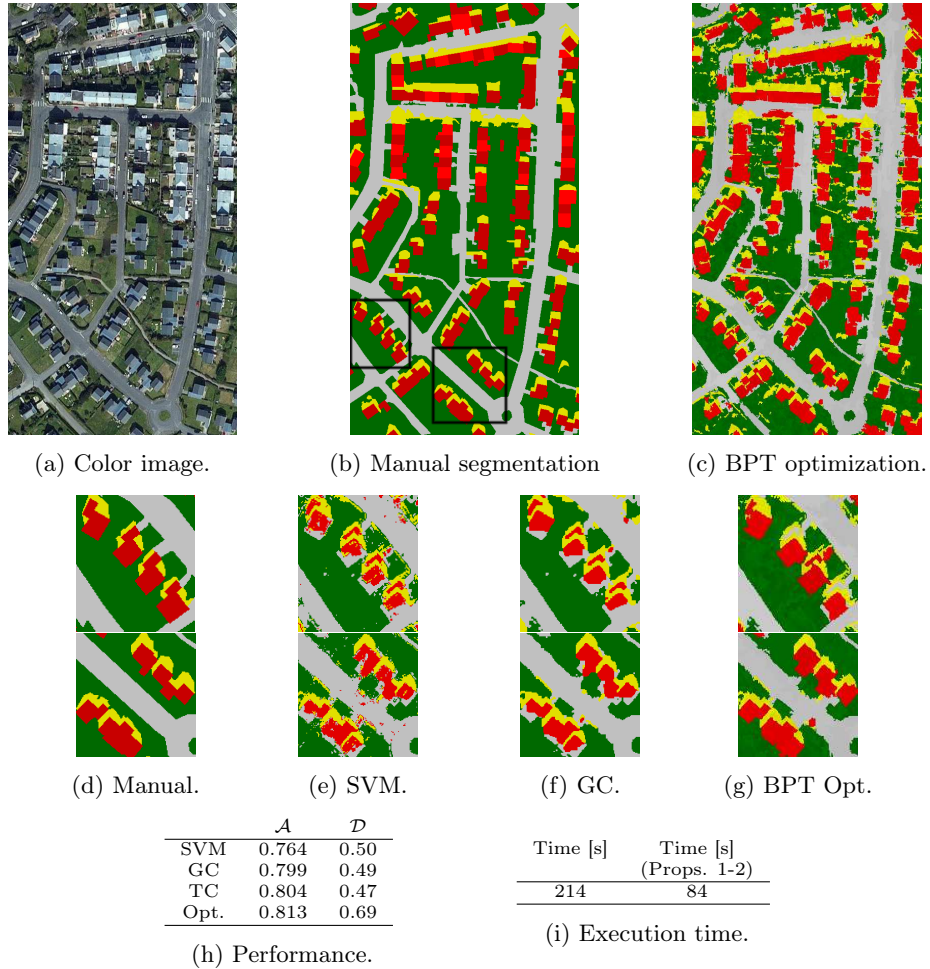 (a) Color image.
(b) Manual segmentation
(c) BPT optimization.
(d) Manual.
(e) SVM.
(f) GC.
(g) BPT Opt.
𝒜 𝒟
SVM 0.764 0.50
GC 0.799 0.49
TC 0.804 0.47
Opt. 0.813 0.69
(h) Performance.
Time [s] Time [s]
(Props. 1-2)
214 84
(i) Execution time.